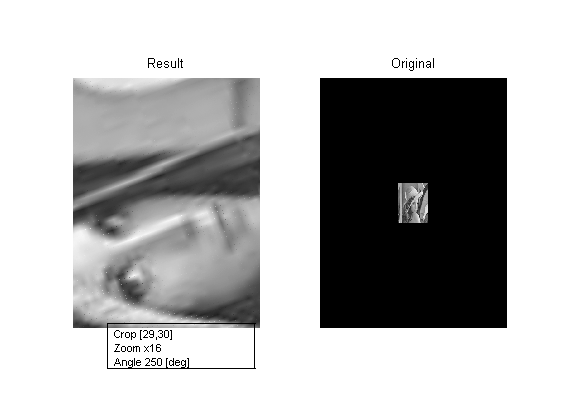 Result
Original
Crop [29,30]
Zoom x16
Angle 250 [deg]